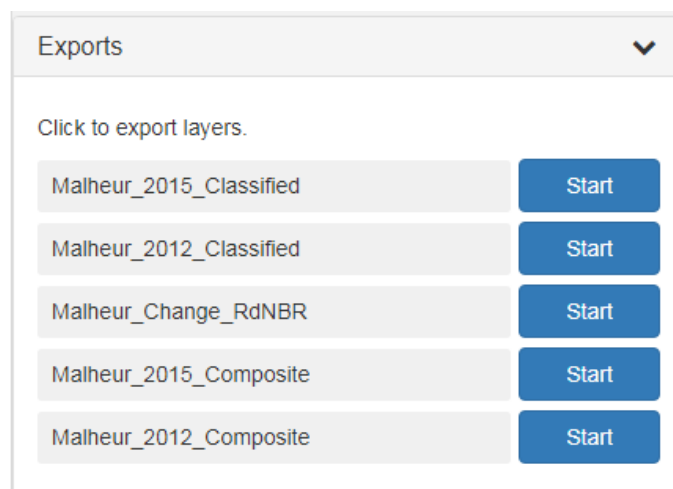 Exports
Click to export layers.
Malheur_2015_Classified Start
Malheur_2012_Classified Start
Malheur_Change_RdNBR Start
Malheur_2015_Composite Start
Malheur_2012_Composite Start